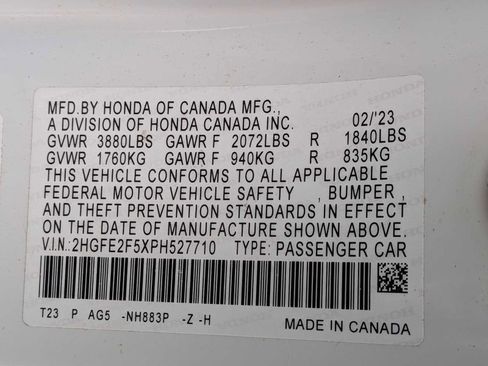 MFD.BY HONDA OF CANADA MFG.,
A DIVISION OF HONDA CANADA INC. 02/'23
GVWR 3880LBS GAWR F 2072LBS R 1840LBS
GVWR 1760KG GAWR F 940KG R 835KG
THIS VEHICLE CONFORMS TO ALL APPLICABLE
FEDERAL MOTOR VEHICLE SAFETY , BUMPER ,
AND THEFT PREVENTION STANDARDS IN EFFECT
ON THE DATE OF MANUFACTURE SHOWN ABOVE.
V.I.N.: 2HGFE2F5XPH527710 TYPE: PASSENGER CAR
T23 P AG5 -NH883P -Z -H MADE IN CANADA